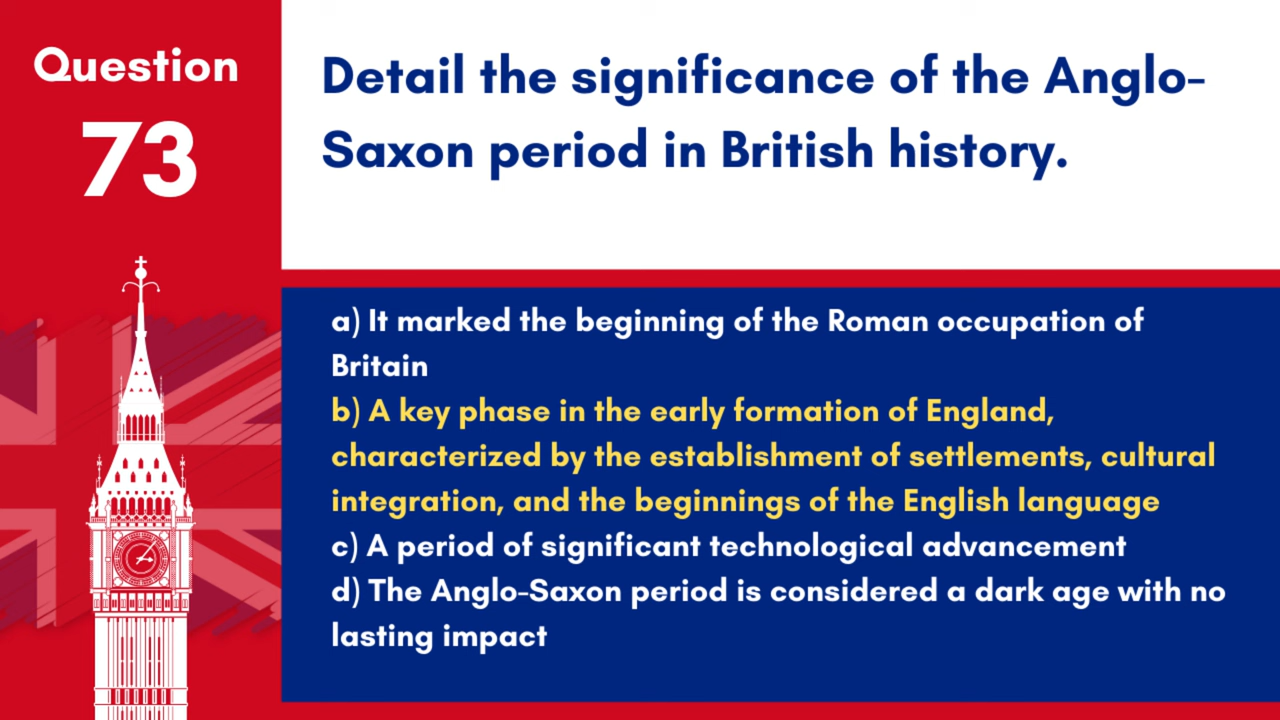 Question
73
Detail the significance of the Anglo-
Saxon period in British history.
a) It marked the beginning of the Roman occupation of
Britain
b) A key phase in the early formation of England,
characterized by the establishment of settlements, cultural
integration, and the beginnings of the English language
c) A period of significant technological advancement
d) The Anglo-Saxon period is considered a dark age with no
lasting impact